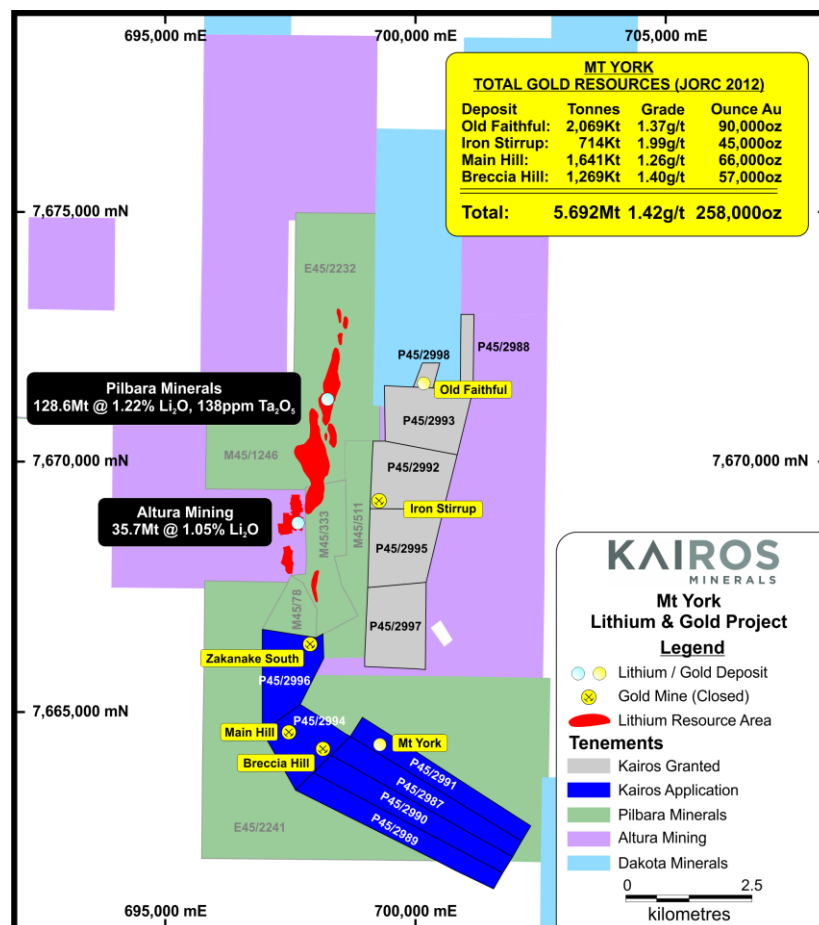 695,000 mE
700,000 mE
705,000 mE
MT YORK
TOTAL GOLD RESOURCES (JORC 2012)
Deposit Tonnes Grade Ounce Au
Old Faithful: 2,069Kt 1.37g/t 90,000oz
Iron Stirrup: 714Kt 1.99g/t 45,000oz
Main Hill: 1,641Kt 1.26g/t 66,000oz
Breccia Hill: 1,269Kt 1.40g/t 57,000oz
Total: 5.692Mt 1.42g/t 258,000oz
7,675,000 mN
E45/2232
P45/2998
P45/2988
Old Faithful
Pilbara Minerals
128.6Mt @ 1.22% Li₂O, 138ppm Ta₂O₅
P45/2993
M45/1246
P45/2992
7,670,000 mN
7,670,000 mN
Iron Stirrup
Altura Mining
35.7Mt @ 1.05% Li₂O
M45/333
M45/511
P45/2995
M45/78
P45/2997
Zakanake South
P45/2996
7,665,000 mN
P45/2994
Main Hill
Breccia Hill
Mt York
P45/2991
P45/2987
P45/2990
P45/2989
E45/2241
KAIROS
MINERALS
Mt York
Lithium & Gold Project
Legend
Lithium / Gold Deposit
Gold Mine (Closed)
Lithium Resource Area
Tenements
Kairos Granted
Kairos Application
Pilbara Minerals
Altura Mining
Dakota Minerals
0 2.5
kilometres
695,000 mE
700,000 mE